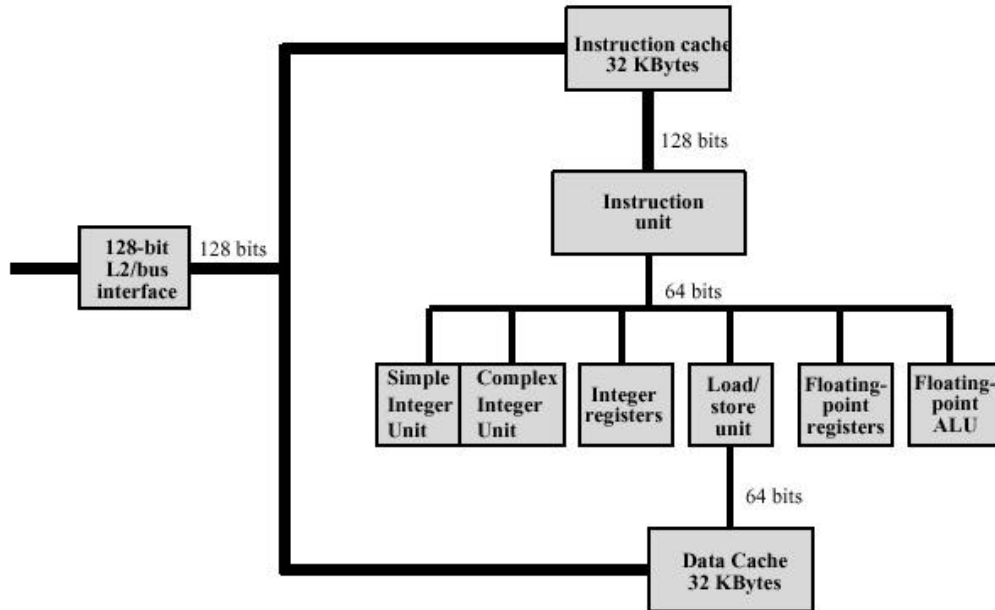 Instruction cache
32 KBytes
128 bits
Instruction
unit
128-bit
L2/bus
interface
128 bits
64 bits
Simple
Integer
Unit
Complex
Integer
Unit
Integer
registers
Load/
store
unit
Floating-
point
registers
Floating-
point
ALU
64 bits
Data Cache
32 KBytes